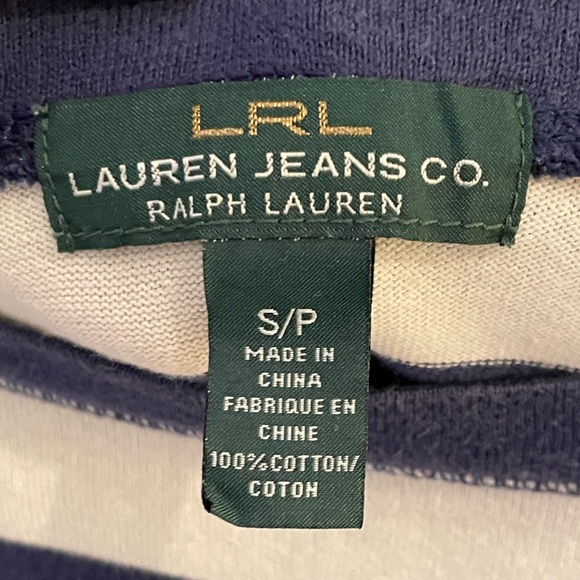 LRL
LAUREN JEANS CO.
RALPH LAUREN
S/P
MADE IN
CHINA
FABRIQUE EN
CHINE
100% COTTON/
COTON